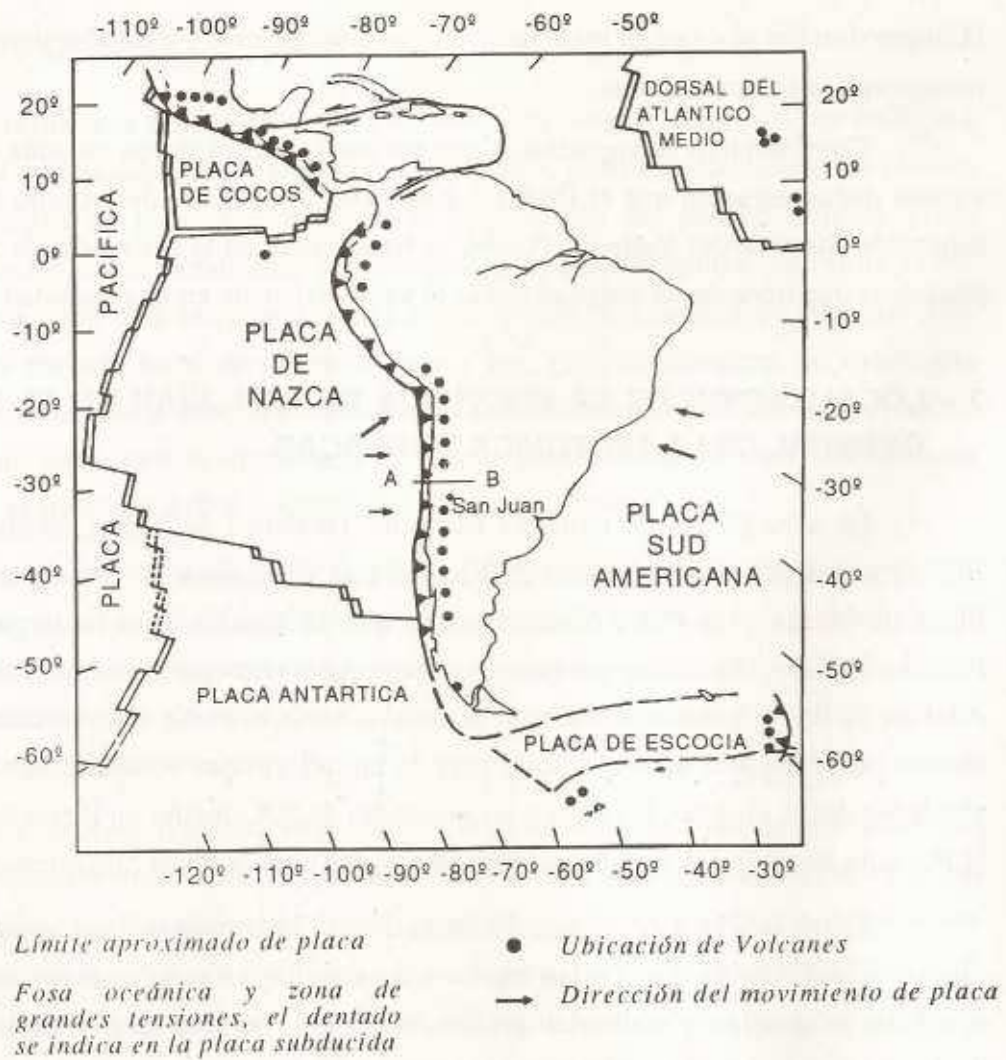 -110º -100º -90º -80º -70º -60º -50º
20º
10º
0º
-10º
-20º
-30º
-40º
-50º
-60º
20º
10º
0º
-10º
-20º
-30º
-40º
-50º
-60º
DORSAL DEL
ATLANTICO
MEDIO
PLACA
DE COCOS
PLACA PACIFICA
PLACA
DE
NAZCA
A B
San Juan
PLACA
SUD
AMERICANA
PLACA ANTARTICA
PLACA DE ESCOCIA
-120º -110º -100º -90º -80º -70º -60º -50º -40º -30º
Límite aproximado de placa
Fosa oceánica y zona de
grandes tensiones, el dentado
se indica en la placa subducida
Ubicación de Volcanes
Dirección del movimiento de placa